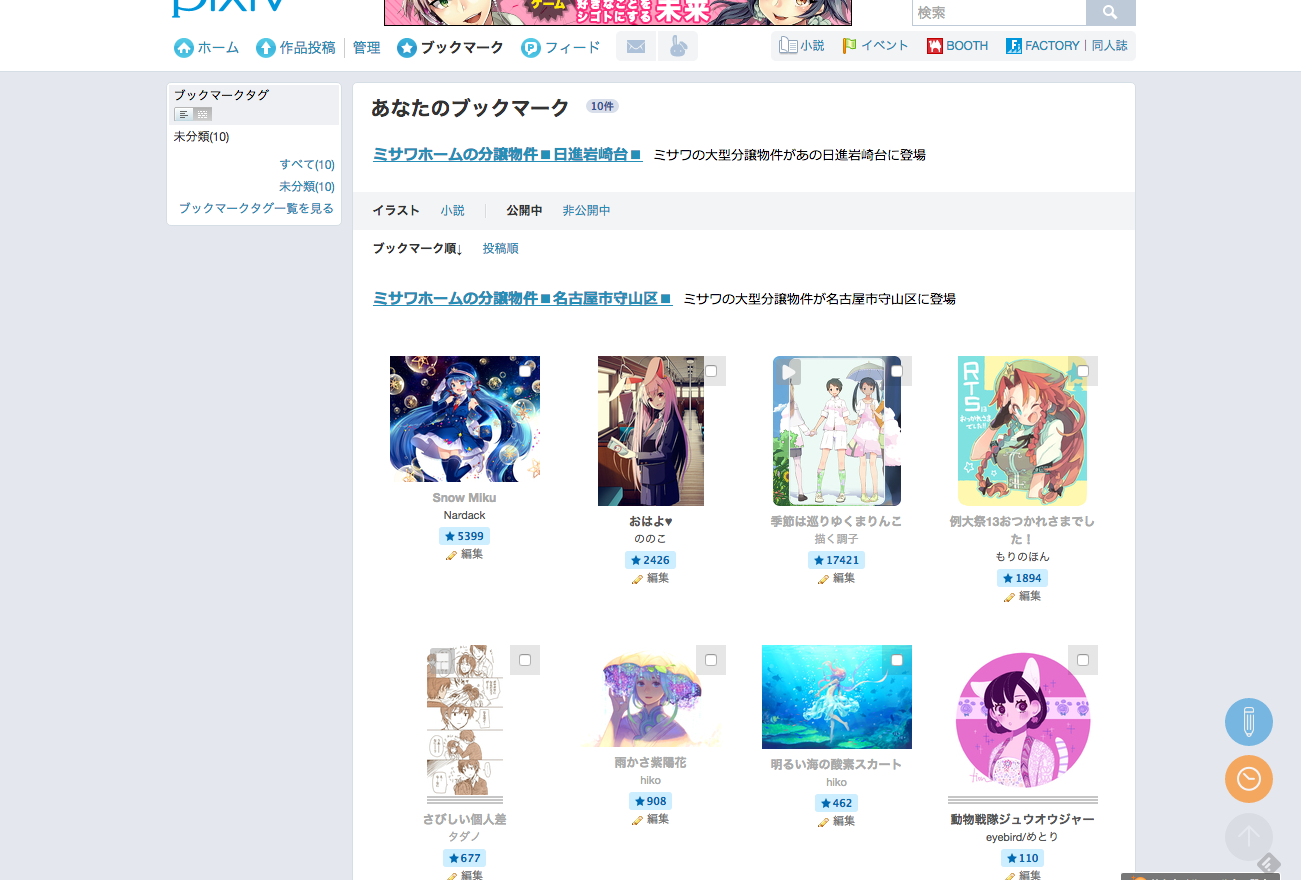 pixiv
ゲーム
好きなことを
シゴトにする
未来
検索
ホーム
作品投稿
管理
ブックマーク
フィード
小説
イベント
BOOTH
FACTORY | 同人誌
ブックマークタグ
未分類(10)
すべて(10)
未分類(10)
ブックマークタグ一覧を見る
あなたのブックマーク 10件
ミサワホームの分譲物件■日進岩崎台■ ミサワの大型分譲物件があの日進岩崎台に登場
イラスト 小説 公開中 非公開中
ブックマーク順↓ 投稿順
ミサワホームの分譲物件■名古屋市守山区■ ミサワの大型分譲物件が名古屋市守山区に登場
Snow Miku
Nardack
★5399
編集
おはよ♥
ののこ
★2426
編集
季節は巡りゆくまりんこ
描く調子
★17421
編集
RTSは
おつかれさま
でした!!
例大祭13おつかれさまでし
た！
もりのほん
★1894
編集
さびしい個人差
タダノ
★677
編集
雨かさ紫陽花
hiko
★908
編集
明るい海の酸素スカート
hiko
★462
編集
動物戦隊ジュウオウジャー
eyebird/めとり
★110
編集